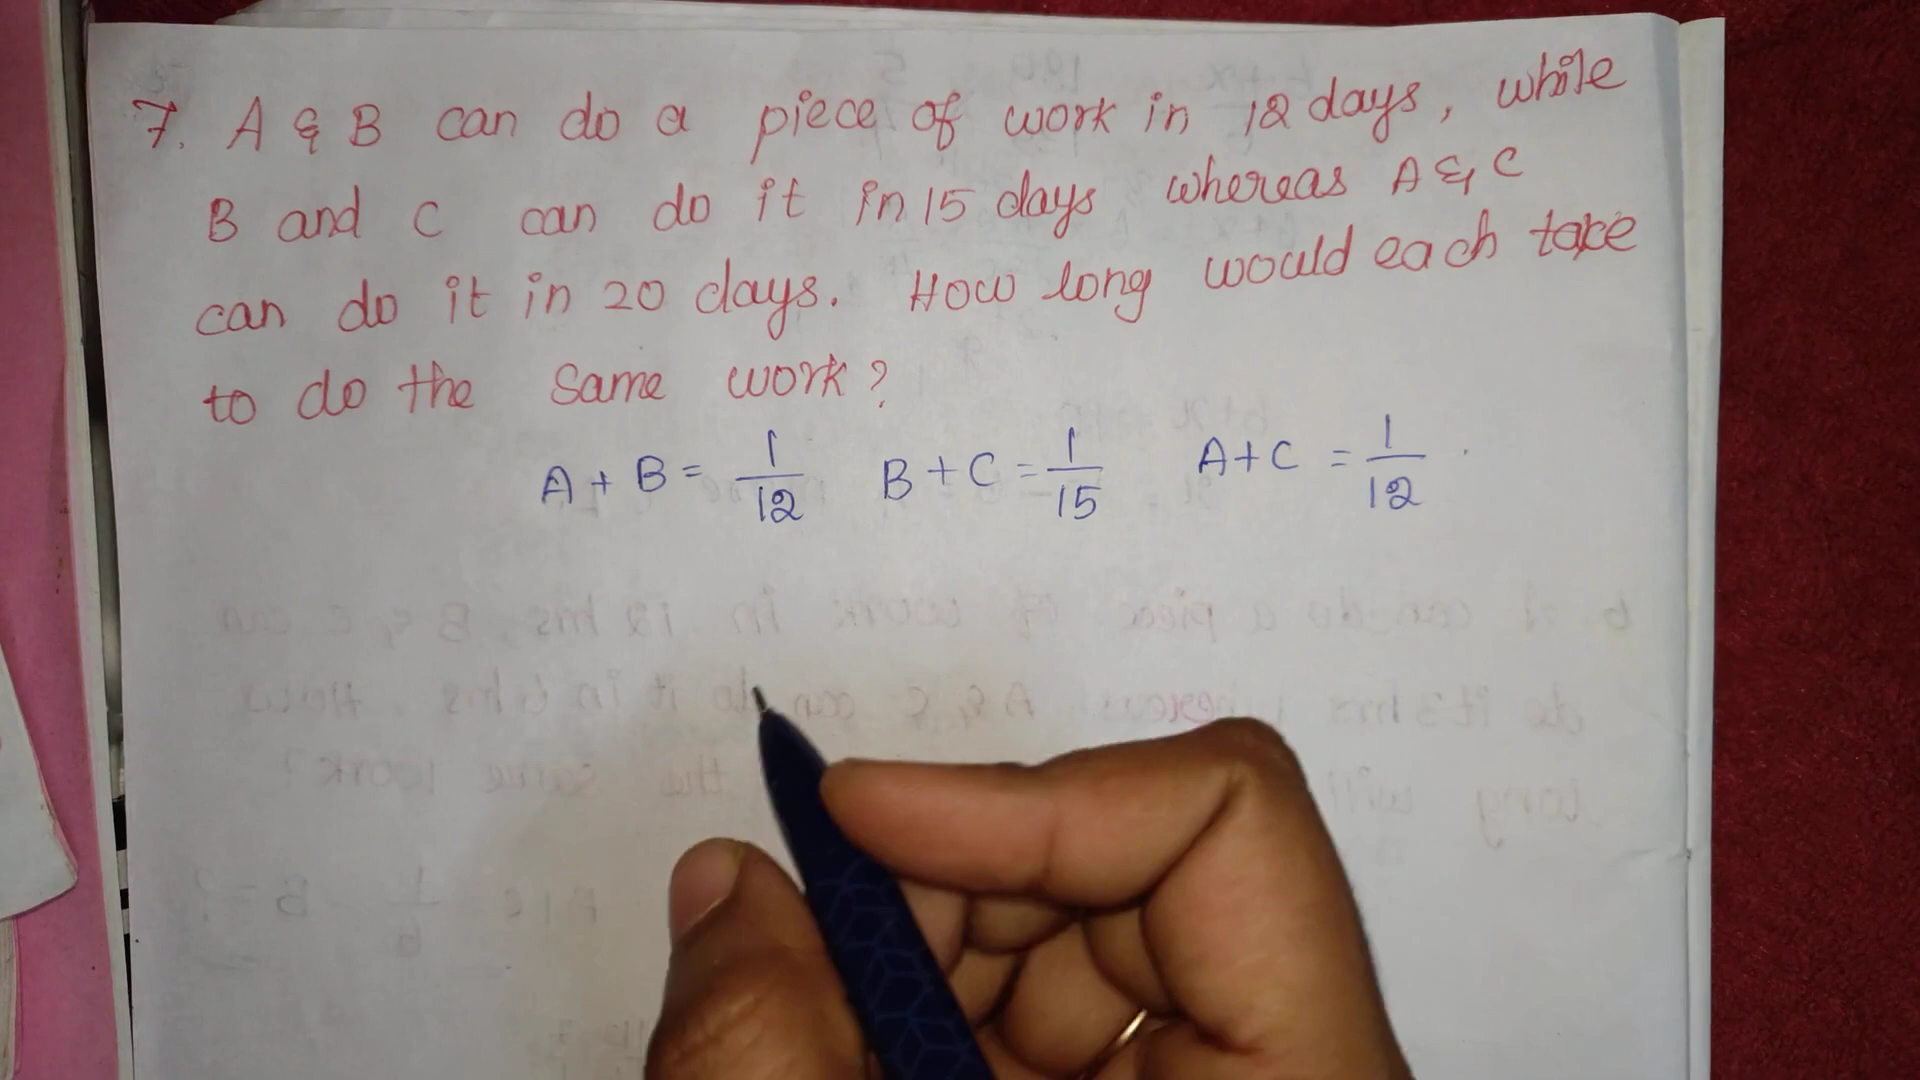 7. A & B can do a piece of work in 12 days, while
B and C can do it in 15 days whereas A & C
can do it in 20 days. How long would each take
to do the same work?
A + B = 1/12 B + C = 1/15 A + C = 1/12